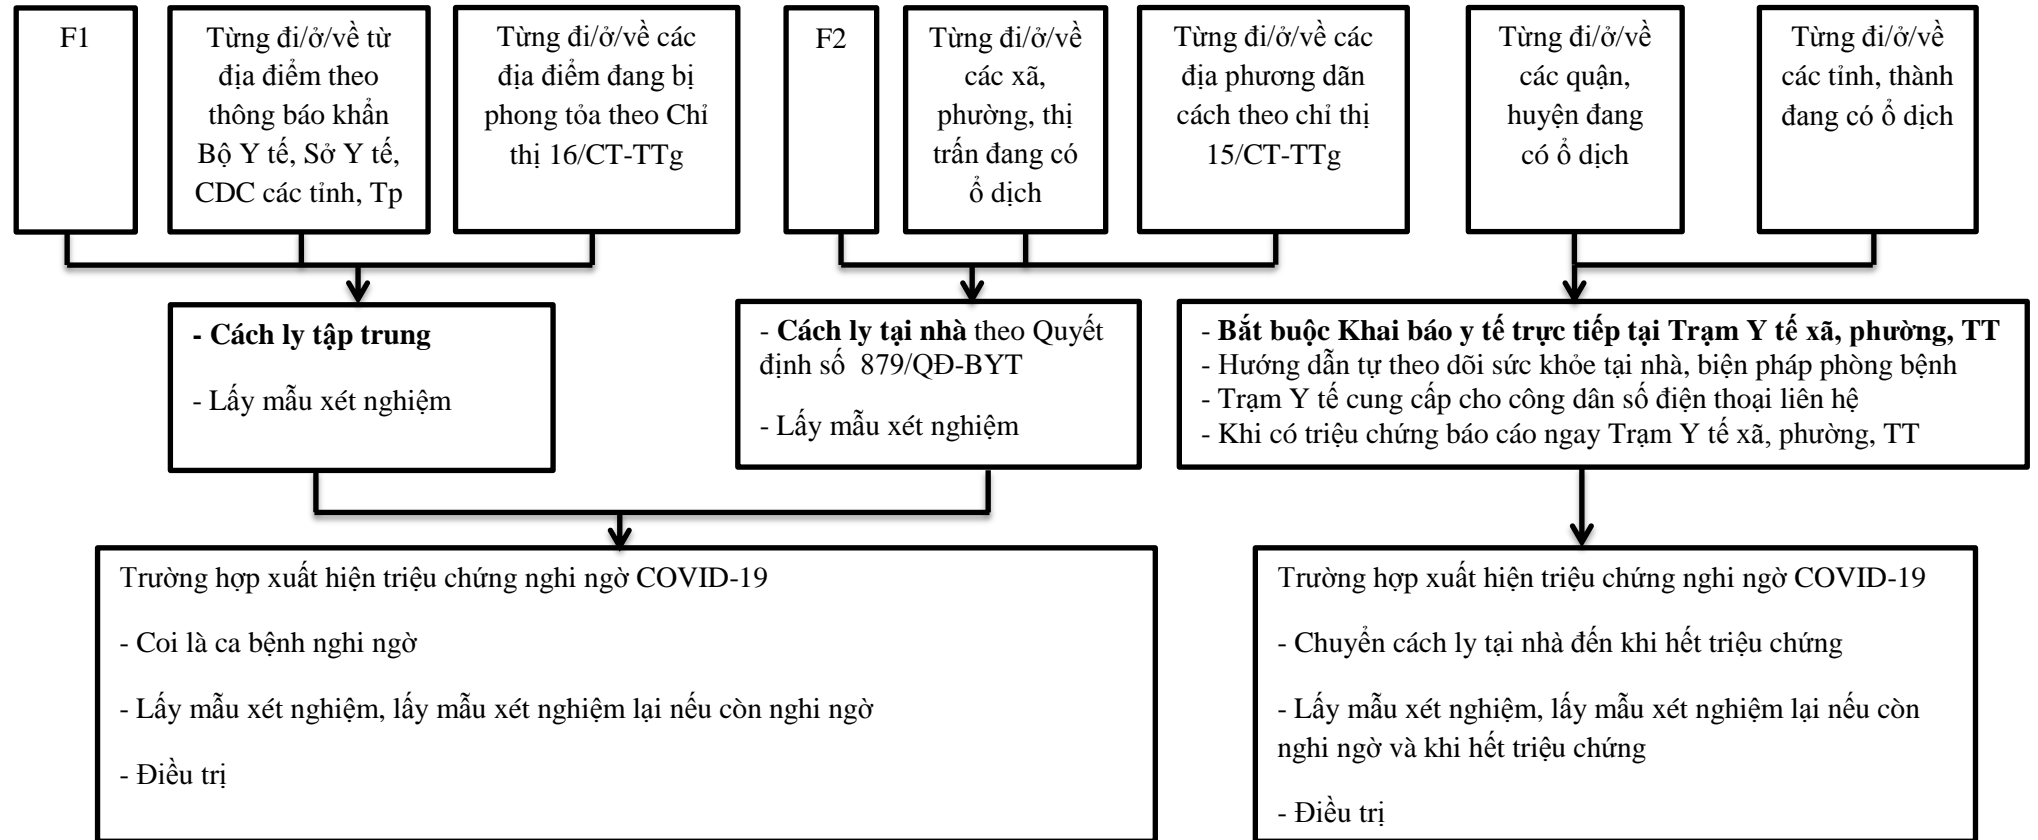 F1
Từng đi/ở/về từ
địa điểm theo
thông báo khẩn
Bộ Y tế, Sở Y tế,
CDC các tỉnh, Tp
Từng đi/ở/về các
địa điểm đang bị
phong tỏa theo Chỉ
thị 16/CT-TTg
F2
Từng đi/ở/về
các xã,
phường, thị
trấn đang có
ổ dịch
Từng đi/ở/về các
địa phương dãn
cách theo chỉ thị
15/CT-TTg
Từng đi/ở/về
các quận,
huyện đang
có ổ dịch
Từng đi/ở/về
các tỉnh, thành
đang có ổ dịch
- Cách ly tập trung
- Lấy mẫu xét nghiệm
- Cách ly tại nhà theo Quyết
định số 879/QĐ-BYT
- Lấy mẫu xét nghiệm
- Bắt buộc Khai báo y tế trực tiếp tại Trạm Y tế xã, phường, TT
- Hướng dẫn tự theo dõi sức khỏe tại nhà, biện pháp phòng bệnh
- Trạm Y tế cung cấp cho công dân số điện thoại liên hệ
- Khi có triệu chứng báo cáo ngay Trạm Y tế xã, phường, TT
Trường hợp xuất hiện triệu chứng nghi ngờ COVID-19
- Coi là ca bệnh nghi ngờ
- Lấy mẫu xét nghiệm, lấy mẫu xét nghiệm lại nếu còn nghi ngờ
- Điều trị
Trường hợp xuất hiện triệu chứng nghi ngờ COVID-19
- Chuyển cách ly tại nhà đến khi hết triệu chứng
- Lấy mẫu xét nghiệm, lấy mẫu xét nghiệm lại nếu còn
nghi ngờ và khi hết triệu chứng
- Điều trị